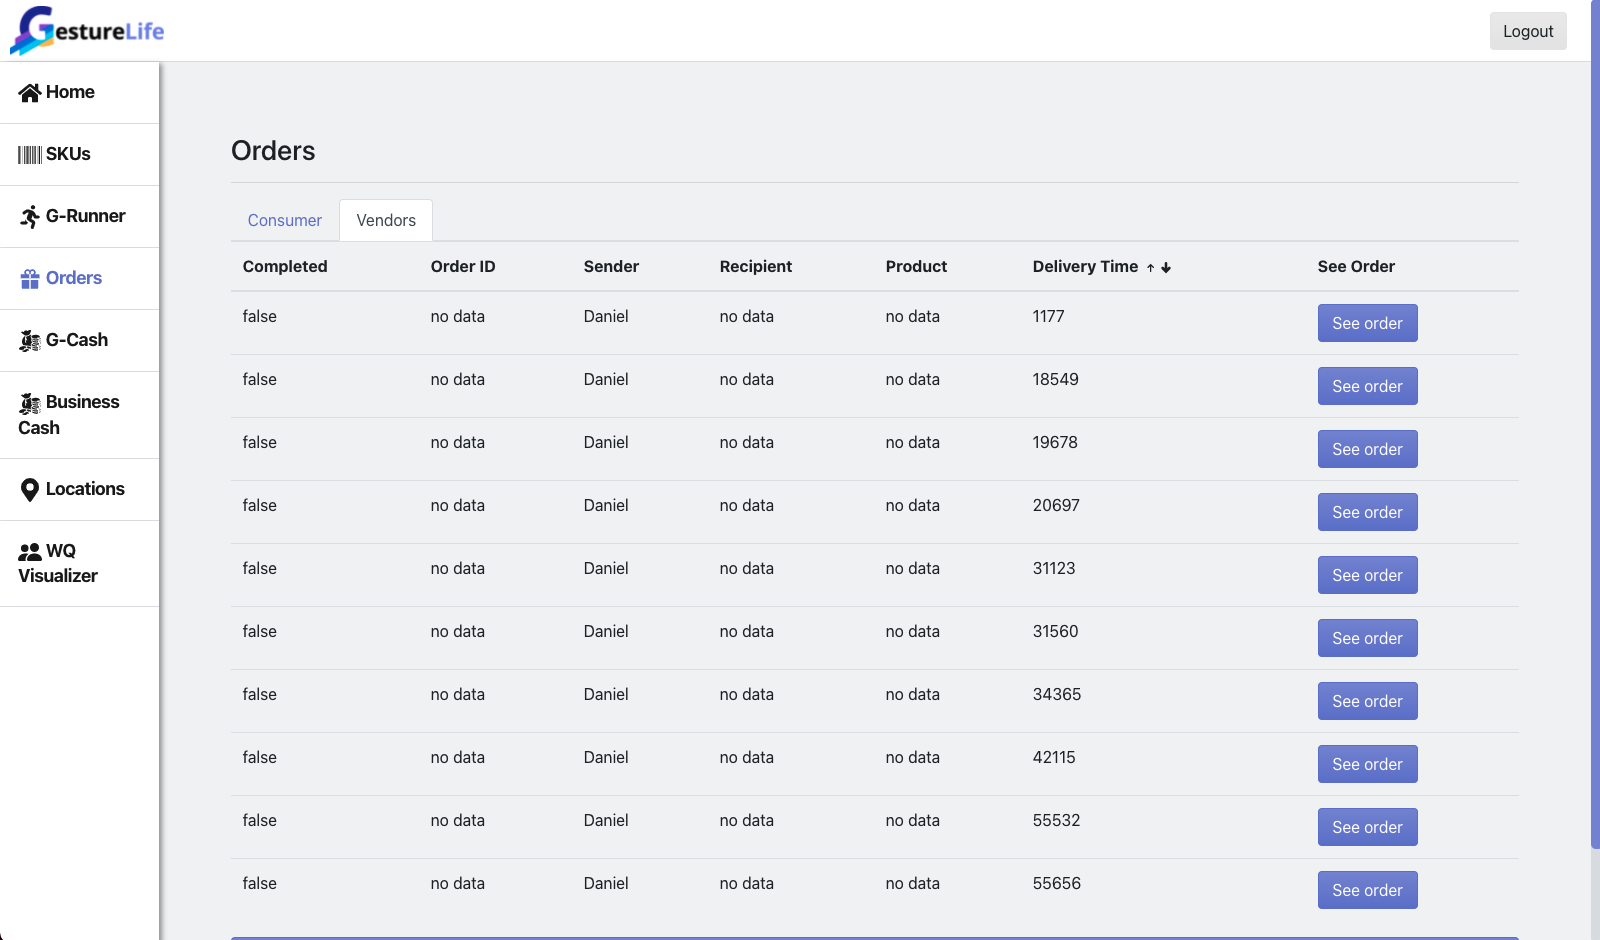 GestureLife
Logout
Home
SKUs
G-Runner
Orders
G-Cash
Business
Cash
Locations
WQ
Visualizer
Orders
Consumer Vendors
Completed Order ID Sender Recipient Product Delivery Time ↑ ↓ See Order
false no data Daniel no data no data 1177 See order
false no data Daniel no data no data 18549 See order
false no data Daniel no data no data 19678 See order
false no data Daniel no data no data 20697 See order
false no data Daniel no data no data 31123 See order
false no data Daniel no data no data 31560 See order
false no data Daniel no data no data 34365 See order
false no data Daniel no data no data 42115 See order
false no data Daniel no data no data 55532 See order
false no data Daniel no data no data 55656 See order